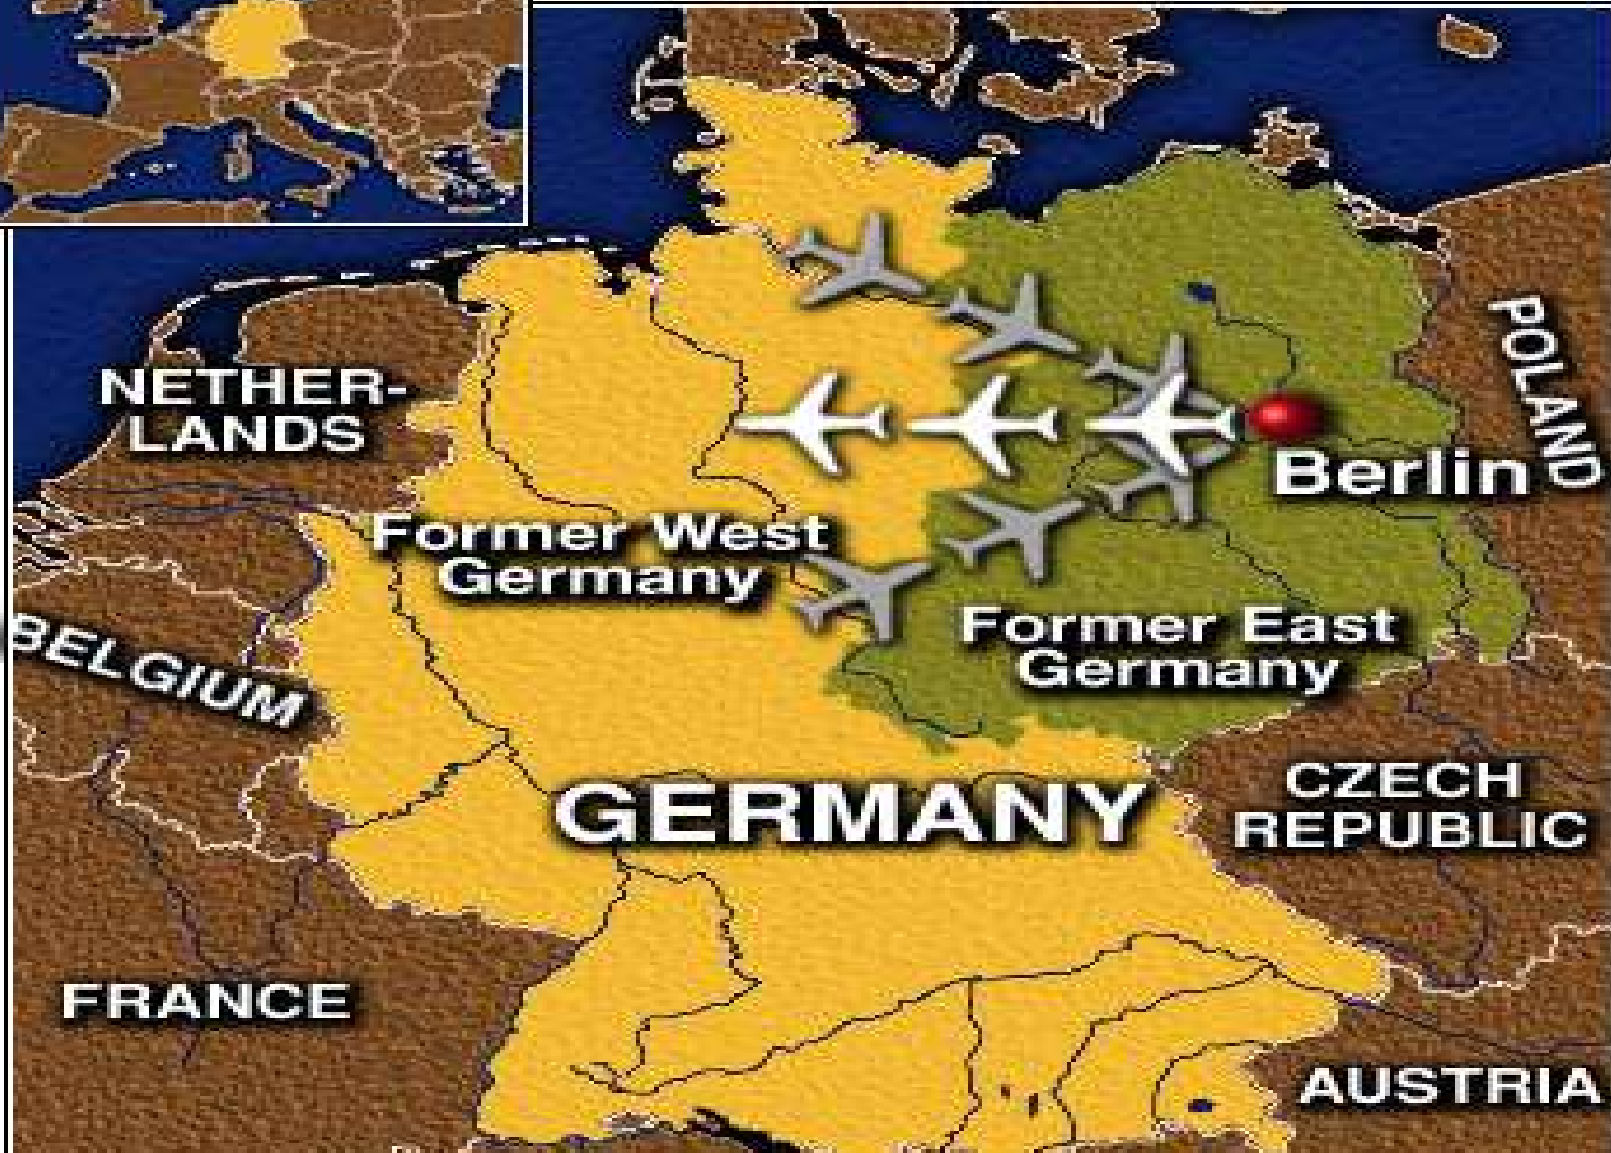 POLAND
NETHER-
LANDS
Berlin
Former West
Germany
Former East
Germany
BELGIUM
GERMANY
CZECH
REPUBLIC
FRANCE
AUSTRIA